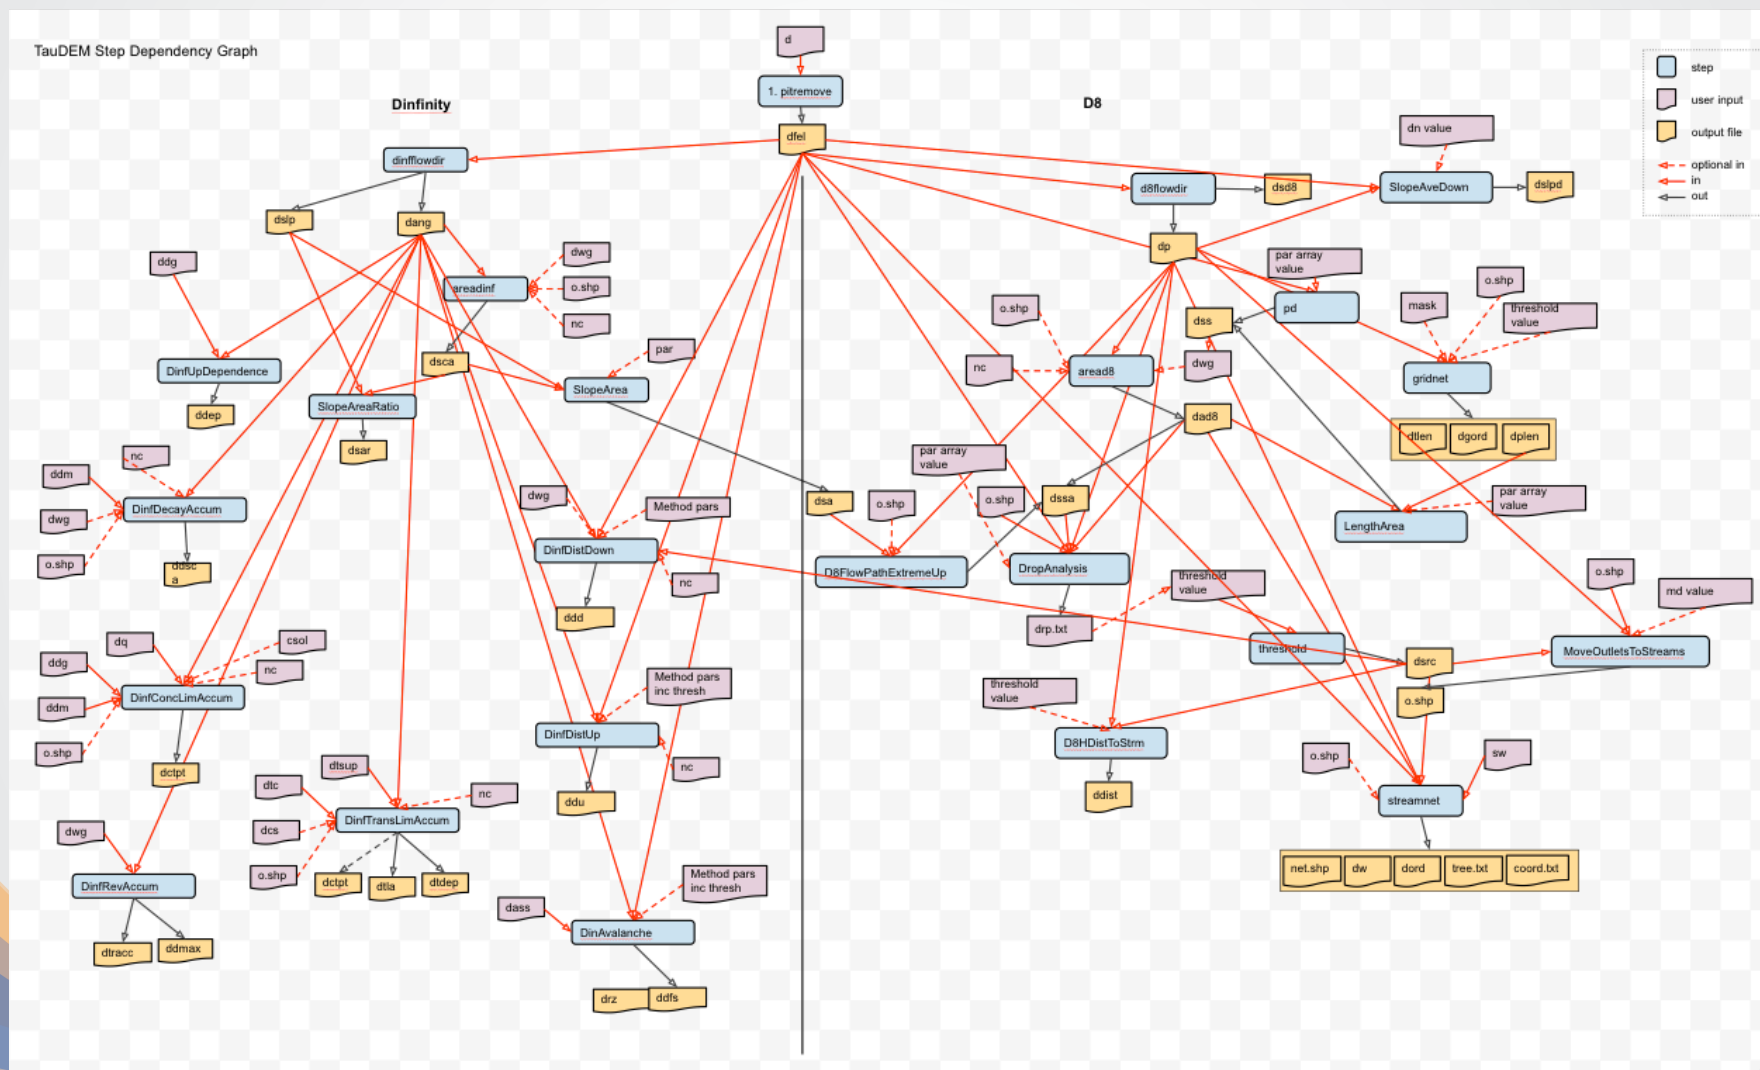 TauDEM Step Dependency Graph
Dinfinity
D8
d
1. pitremove
dfel
step
user input
output file
optional in
in
out
dinfflowdir
dslp
dang
ddg
areadinf
dwg
o.shp
nc
dsca
par
DinfUpDependence
ddep
SlopeAreaRatio
dsar
SlopeArea
nc
ddm
dwg
o.shp
DinfDecayAccum
ddsc
a
dwg
Method pars
DinfDistDown
nc
ddd
dq
csol
nc
ddg
ddm
o.shp
DinfConcLimAccum
dctpt
Method pars
inc thresh
DinfDistUp
nc
ddu
dtsup
dtc
dcs
o.shp
nc
DinfTransLimAccum
dctpt
dtla
dtdep
dwg
DinfRevAccum
dtracc
ddmax
Method pars
inc thresh
dass
DinAvalanche
drz
ddfs
d8flowdir
dsd8
dn value
SlopeAveDown
dslpd
dp
par array
value
pd
dss
o.shp
nc
aread8
dwg
dad8
o.shp
mask
threshold
value
gridnet
dtlen
dgord
dplen
par array
value
LengthArea
dsa
o.shp
D8FlowPathExtremeUp
par array
value
o.shp
dssa
DropAnalysis
drp.txt
threshold
value
threshold
dsrc
o.shp
o.shp
md value
MoveOutletsToStreams
threshold
value
D8HDistToStrm
ddist
o.shp
sw
streamnet
net.shp
dw
dord
tree.txt
coord.txt